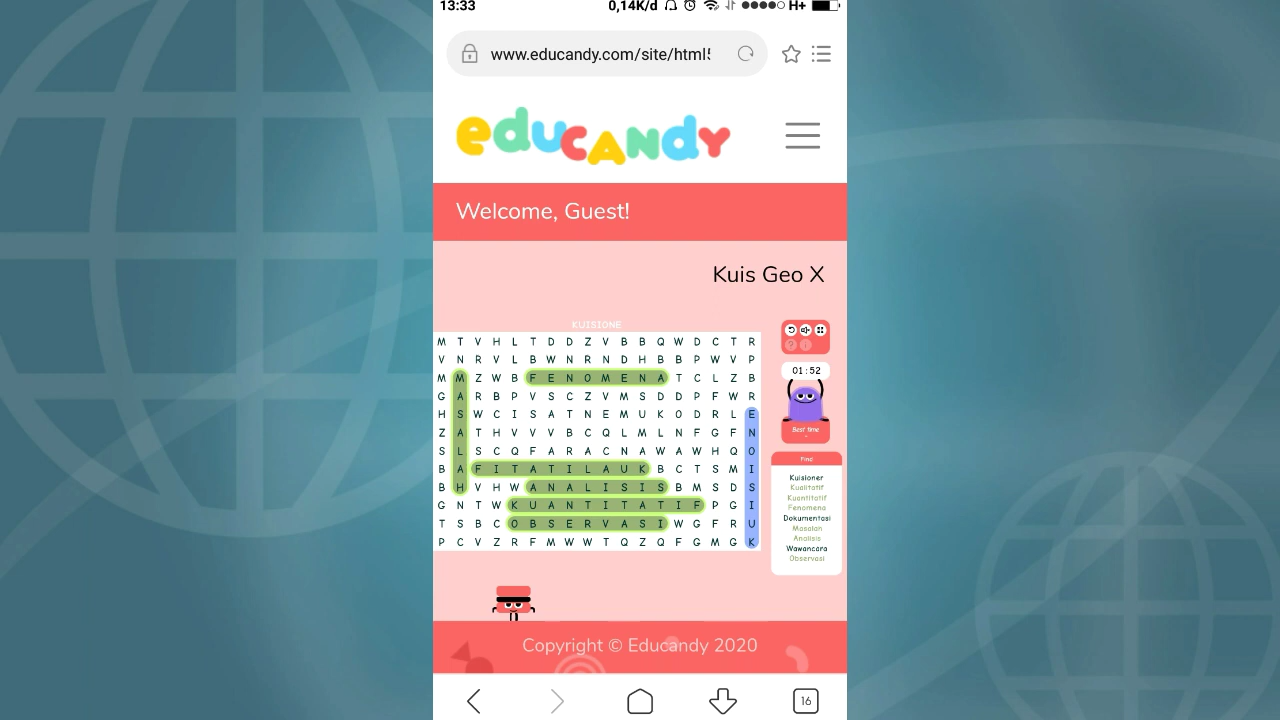 13:33 0,14K/d H+
www.educandy.com/site/html5
educandy
Welcome, Guest!
Kuis Geo X
KUISIONE
M T V H L T D D Z V B B Q W D C T R
V N R V L B W N R N D H B B P W V P
M M Z W B F E N O M E N A T C L Z B
G A R B P V S C Z V M S D D P F W R
H S W C I S A T N E M U K O D R L E
Z A T H V V V B C Q L M L N F G F N
S L S C Q F A R A C N A W A W H Q O
B A F I T A T I L A U K B C T S M I
B H V H W A N A L I S I S B M S D S
G N T W K U A N T I T A T I F P G I
T S B C O B S E R V A S I W G F R U
P C V Z R F M W W T Q Z Q F G M G K
01:52
Best time
-
Find
Kuisioner
Kualitatif
Kuantitatif
Fenomena
Dokumentasi
Masalah
Analisis
Wawancara
Observasi
Copyright © Educandy 2020
16